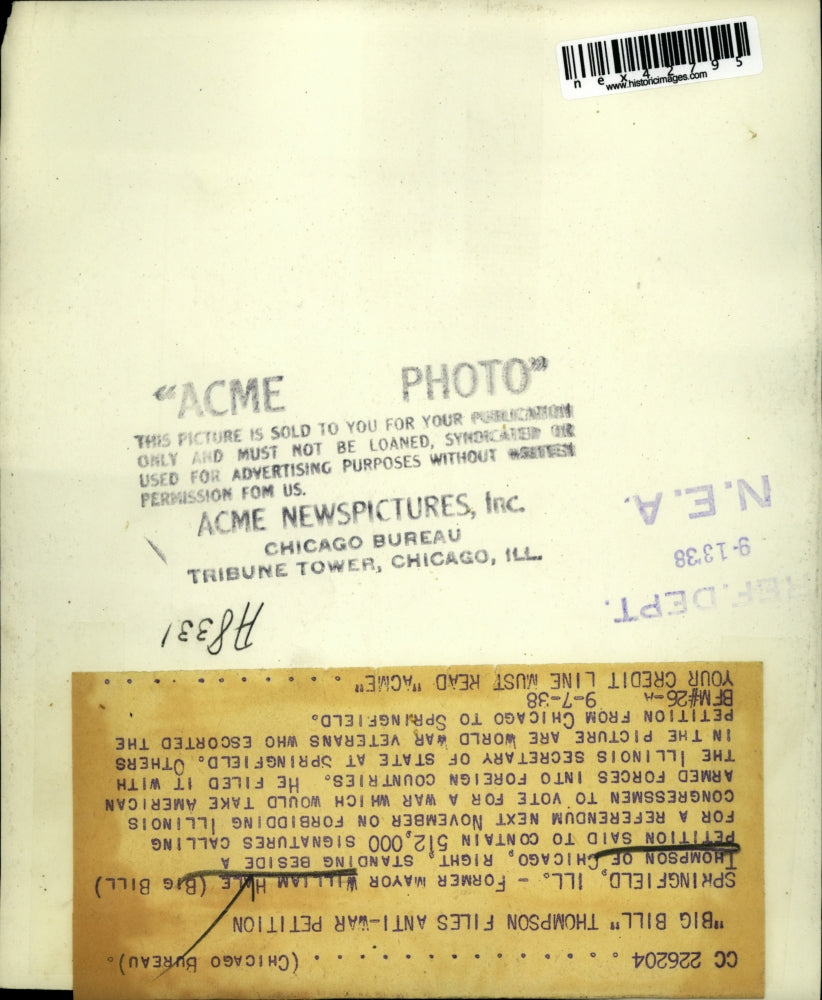 nex42795
www.historicimages.com
"ACME PHOTO"
THIS PICTURE IS SOLD TO YOU FOR YOUR PUBLICATION
ONLY AND MUST NOT BE LOANED, SYNDICATED OR
USED FOR ADVERTISING PURPOSES WITHOUT WRITTEN
PERMISSION FOM US.
ACME NEWSPICTURES, Inc.
CHICAGO BUREAU
TRIBUNE TOWER, CHICAGO, ILL.
REF. DEPT.
9-13'38
N.E.A.
A8331
CC 226204 . . . . . . . . . . . . . . (CHICAGO BUREAU).
"BIG BILL" THOMPSON FILES ANTI-WAR PETITION
SPRINGFIELD, ILL. - FORMER MAYOR WILLIAM HALE (BIG BILL)
THOMPSON OF CHICAGO, RIGHT, STANDING BESIDE A
PETITION SAID TO CONTAIN 512,000 SIGNATURES CALLING
FOR A REFERENDUM NEXT NOVEMBER ON FORBIDDING ILLINOIS
CONGRESSMEN TO VOTE FOR A WAR WHICH WOULD TAKE AMERICAN
ARMED FORCES INTO FOREIGN COUNTRIES. HE FILED IT WITH
THE ILLINOIS SECRETARY OF STATE AT SPRINGFIELD. OTHERS
IN THE PICTURE ARE WORLD WAR VETERANS WHO ESCORTED THE
PETITION FROM CHICAGO TO SPRINGFIELD.
BFM#26-A 9-7-38
YOUR CREDIT LINE MUST READ "ACME" . . . . . . . . . . .